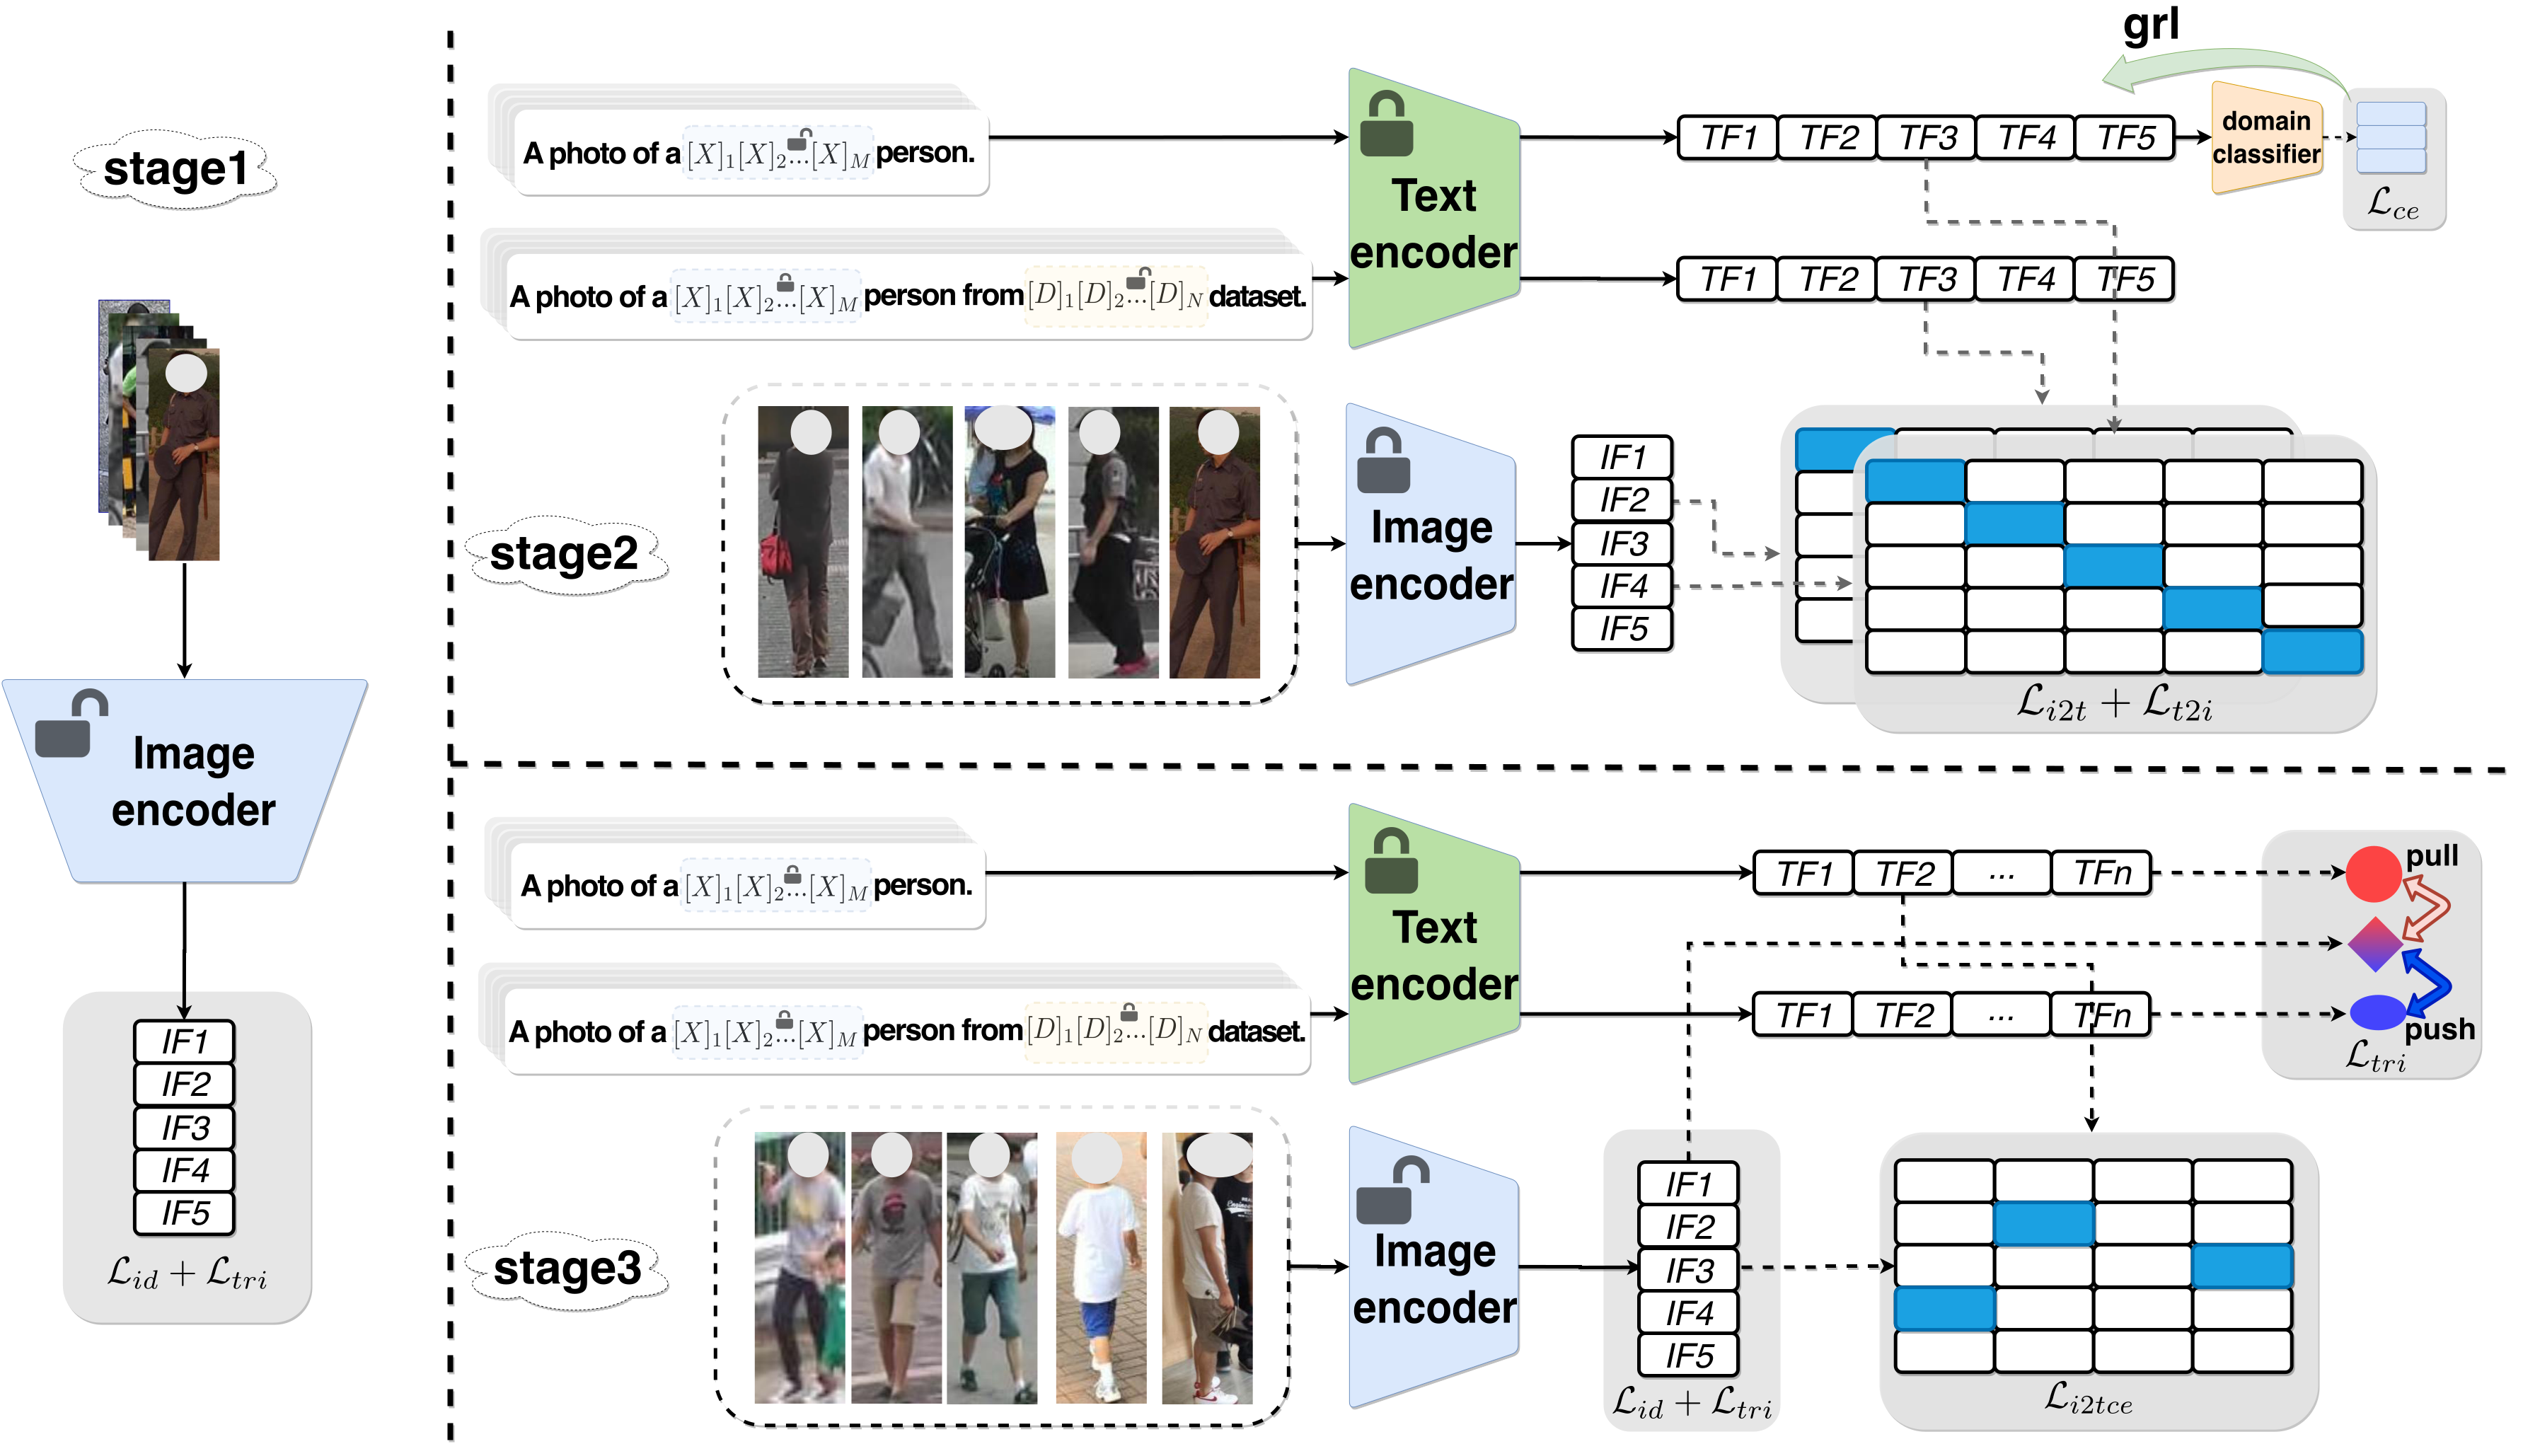 stage1
Image
encoder
IF1
IF2
IF3
IF4
IF5
$\mathcal{L}_{id} + \mathcal{L}_{tri}$
grl
A photo of a $[X]_1[X]_2...[X]_M$ person.
A photo of a $[X]_1[X]_2...[X]_M$ person from $[D]_1[D]_2...[D]_N$ dataset.
Text
encoder
TF1 TF2 TF3 TF4 TF5
domain
classifier
$\mathcal{L}_{ce}$
TF1 TF2 TF3 TF4 TF5
stage2
Image
encoder
IF1
IF2
IF3
IF4
IF5
$\mathcal{L}_{i2t} + \mathcal{L}_{t2i}$
A photo of a $[X]_1[X]_2...[X]_M$ person.
A photo of a $[X]_1[X]_2...[X]_M$ person from $[D]_1[D]_2...[D]_N$ dataset.
Text
encoder
TF1 TF2 ... TFn
TF1 TF2 ... TFn
pull
push
$\mathcal{L}_{tri}$
stage3
Image
encoder
IF1
IF2
IF3
IF4
IF5
$\mathcal{L}_{id} + \mathcal{L}_{tri}$
$\mathcal{L}_{i2tce}$